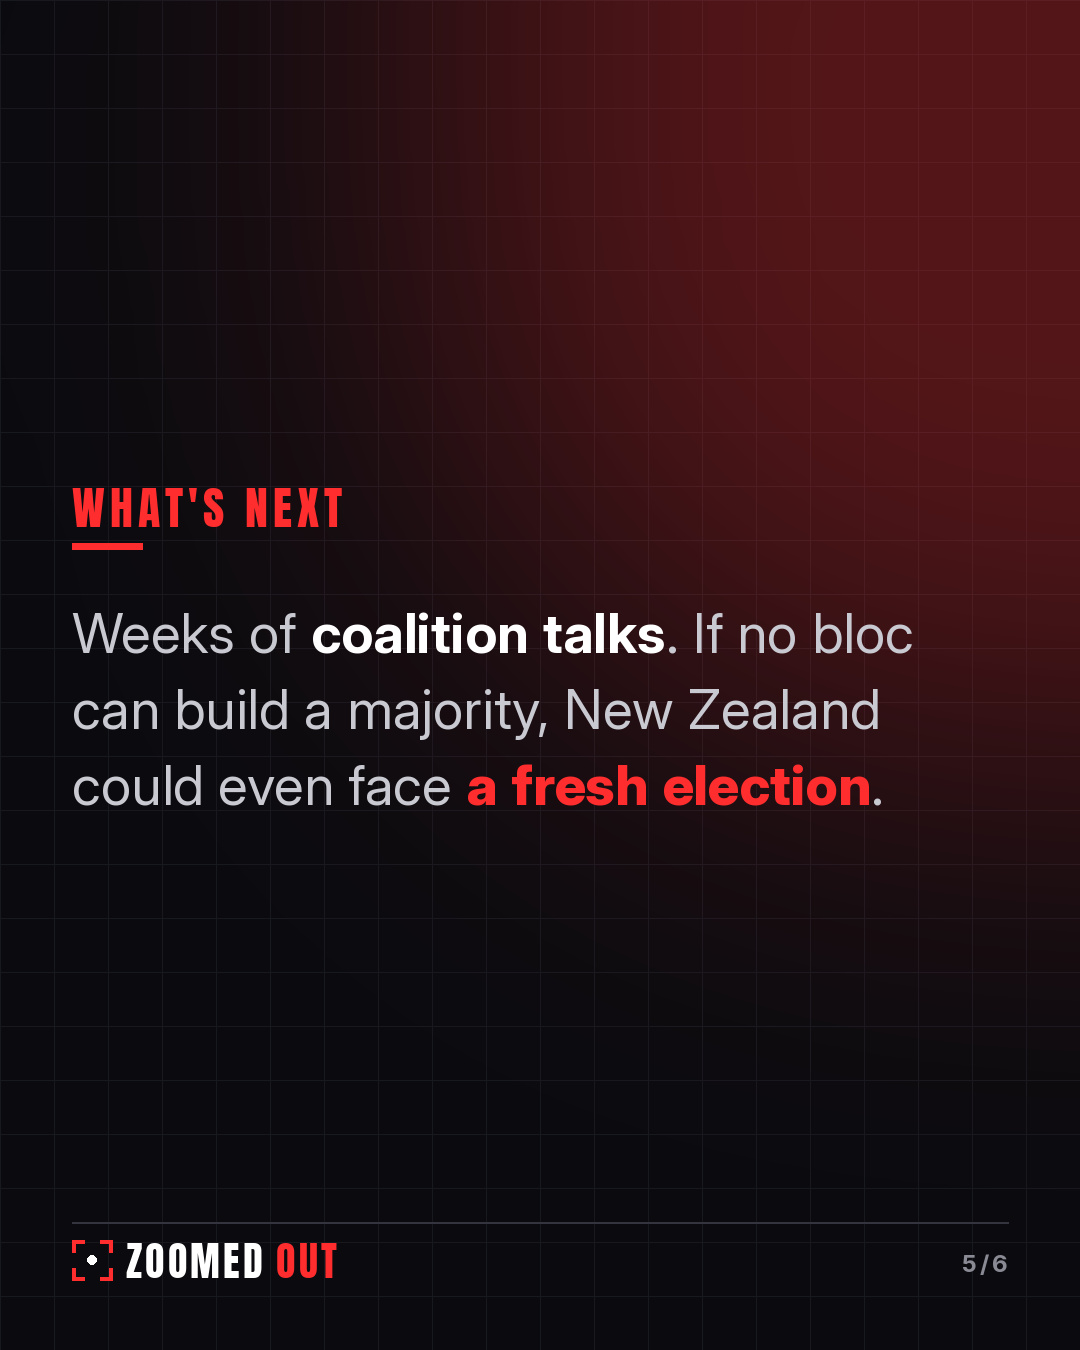 WHAT'S NEXT
Weeks of coalition talks. If no bloc
can build a majority, New Zealand
could even face a fresh election.
ZOOMED OUT
5/6